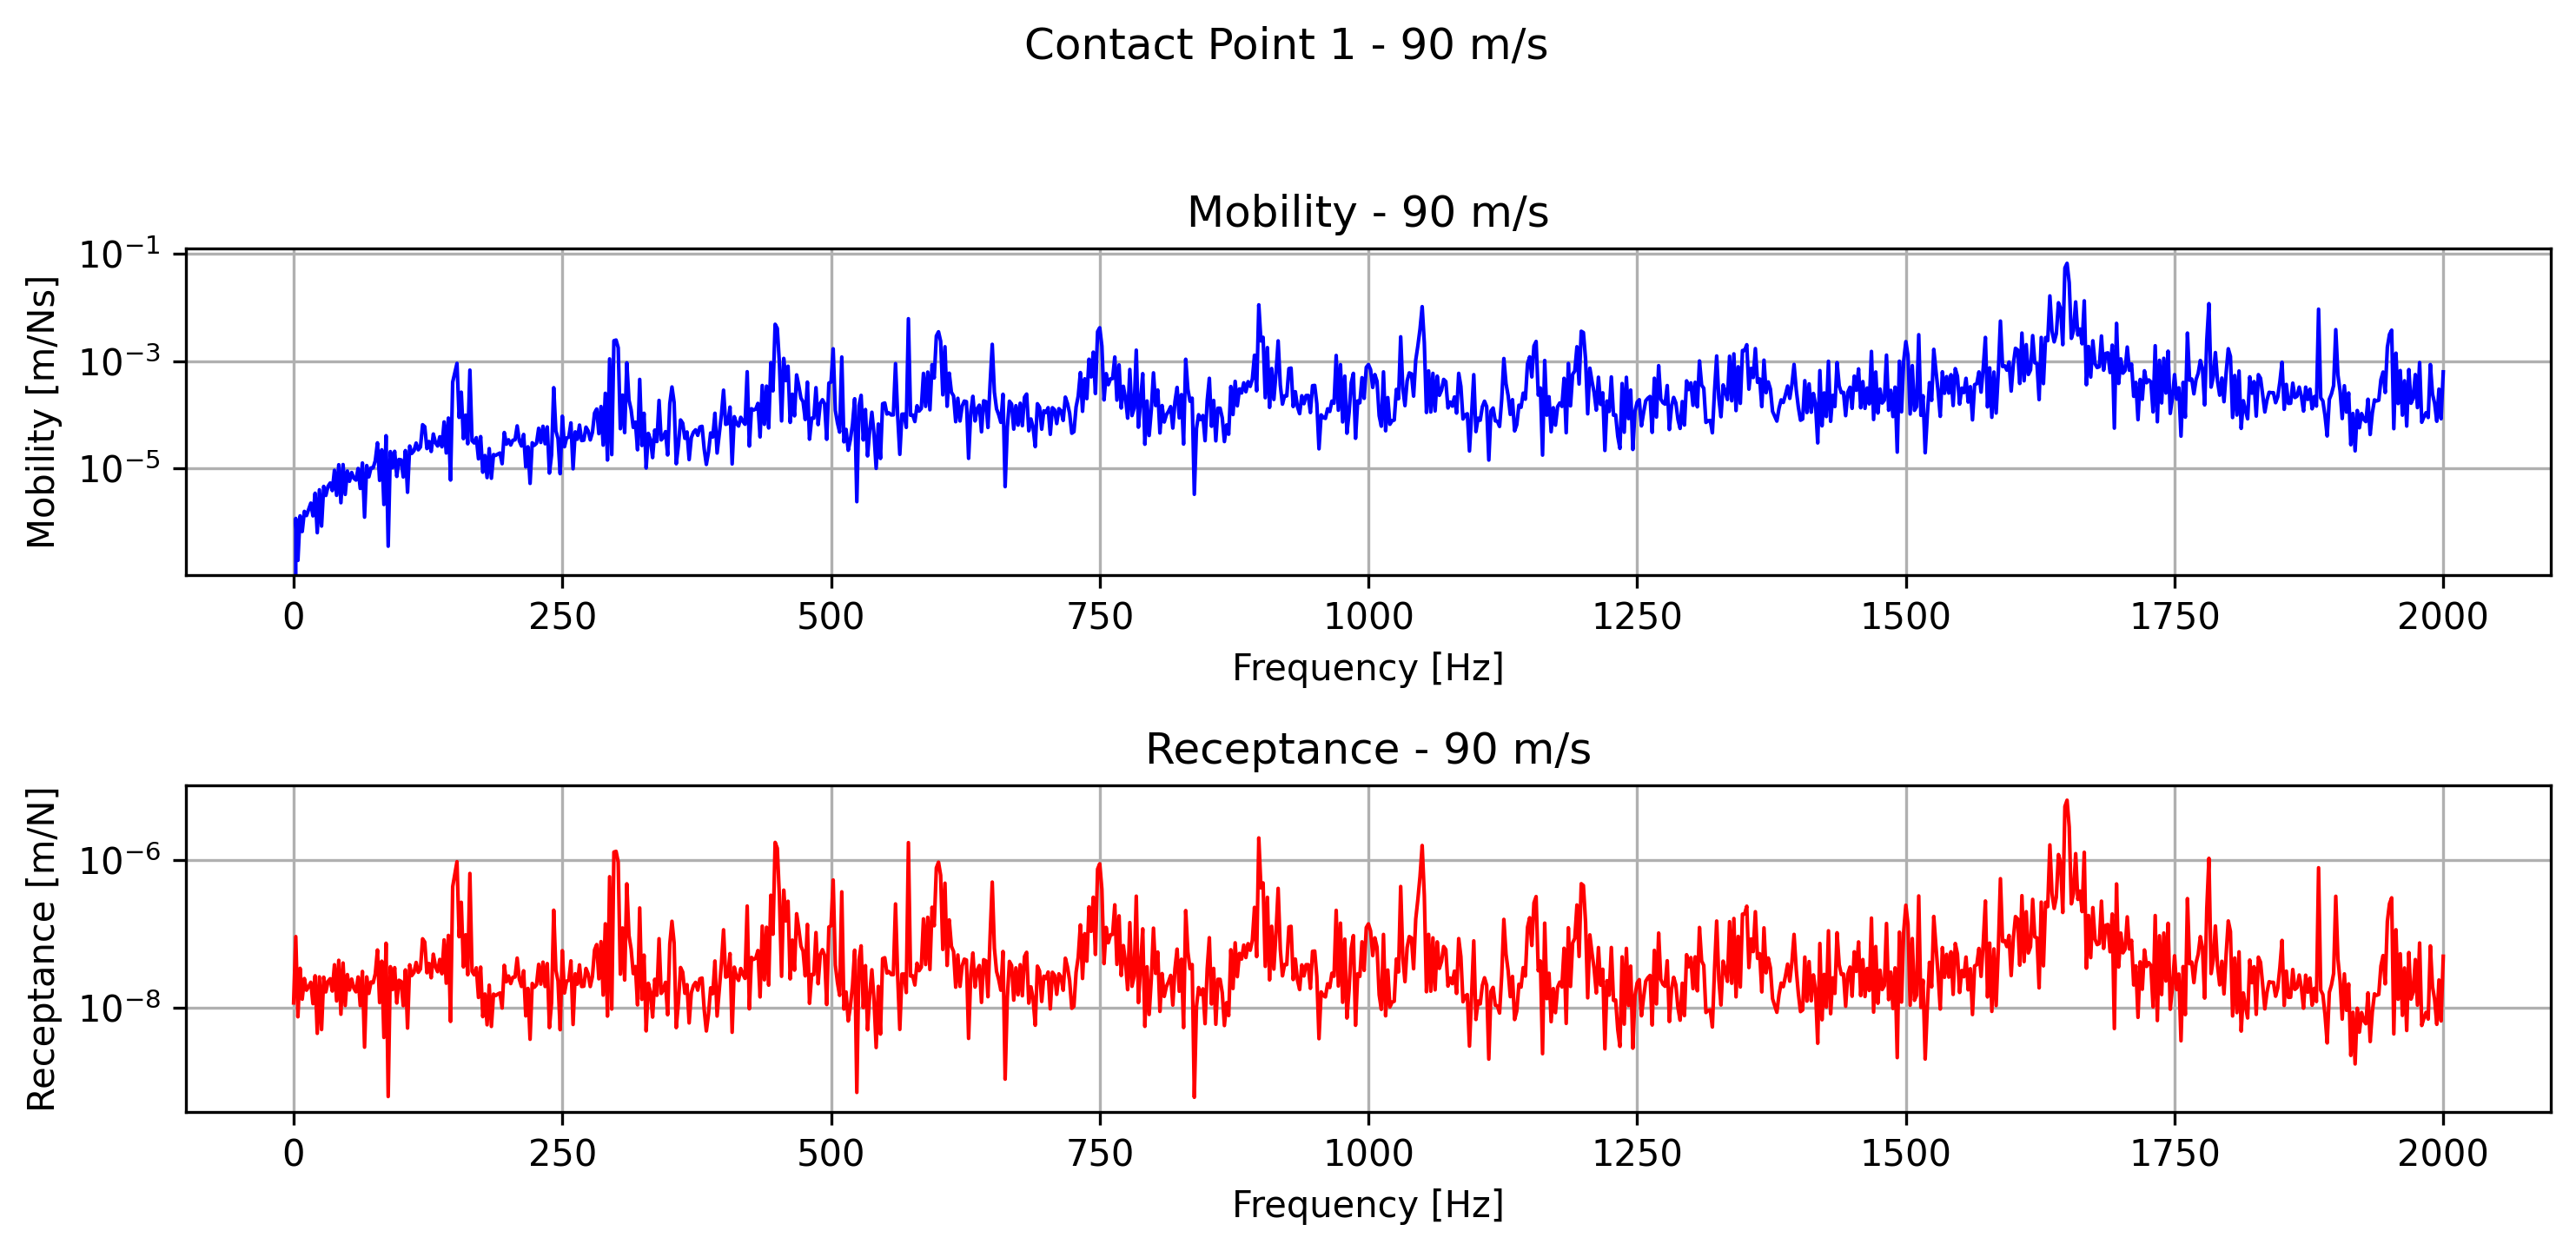 Contact Point 1 - 90 m/s
Mobility - 90 m/s
Mobility [m/Ns]
10⁻¹
10⁻³
10⁻⁵
0 250 500 750 1000 1250 1500 1750 2000
Frequency [Hz]
Receptance - 90 m/s
Receptance [m/N]
10⁻⁶
10⁻⁸
0 250 500 750 1000 1250 1500 1750 2000
Frequency [Hz]